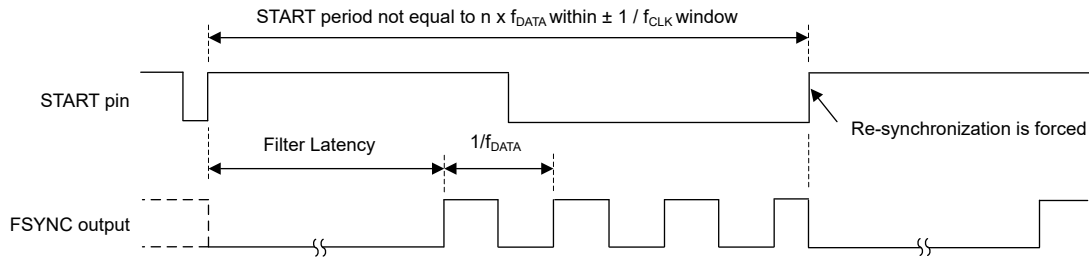 START period not equal to n x fDATA within ± 1 / fCLK window
START pin
Re-synchronization is forced
Filter Latency
1/fDATA
FSYNC output